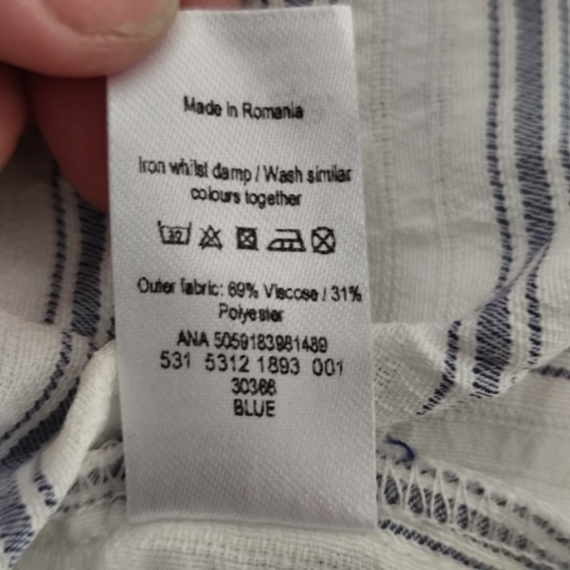 Made in Romania
Iron whilst damp / Wash similar
colours together
30
Outer fabric: 69% Viscose / 31%
Polyester
ANA 5059183981489
531 5312 1893 001
30366
BLUE